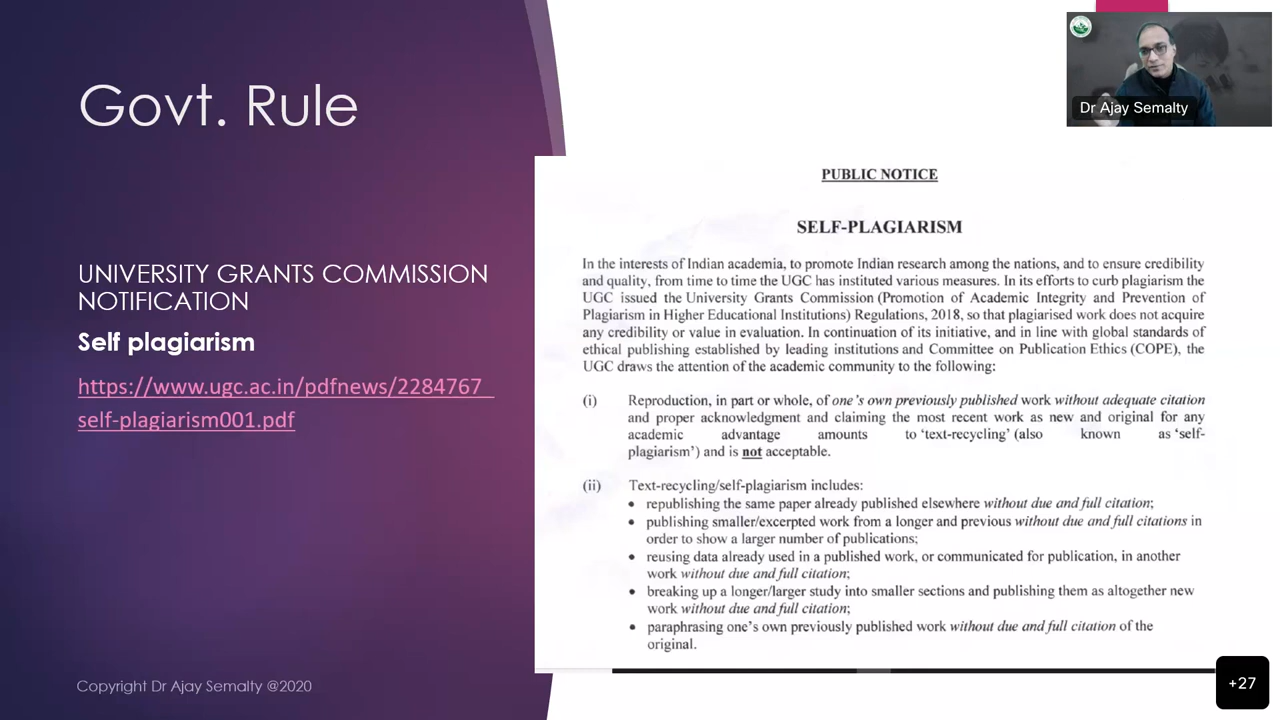 Govt. Rule
UNIVERSITY GRANTS COMMISSION
NOTIFICATION
Self plagiarism
https://www.ugc.ac.in/pdfnews/2284767_
self-plagiarism001.pdf
Copyright Dr Ajay Semalty @2020
Dr Ajay Semalty
PUBLIC NOTICE
SELF-PLAGIARISM
In the interests of Indian academia, to promote Indian research among the nations, and to ensure credibility
and quality, from time to time the UGC has instituted various measures. In its efforts to curb plagiarism the
UGC issued the University Grants Commission (Promotion of Academic Integrity and Prevention of
Plagiarism in Higher Educational Institutions) Regulations, 2018, so that plagiarised work does not acquire
any credibility or value in evaluation. In continuation of its initiative, and in line with global standards of
ethical publishing established by leading institutions and Committee on Publication Ethics (COPE), the
UGC draws the attention of the academic community to the following:
(i) Reproduction, in part or whole, of one's own previously published work without adequate citation
and proper acknowledgment and claiming the most recent work as new and original for any
academic advantage amounts to 'text-recycling' (also known as 'self-
plagiarism') and is not acceptable.
(ii) Text-recycling/self-plagiarism includes:
• republishing the same paper already published elsewhere without due and full citation;
• publishing smaller/excerpted work from a longer and previous without due and full citations in
order to show a larger number of publications;
• reusing data already used in a published work, or communicated for publication, in another
work without due and full citation;
• breaking up a longer/larger study into smaller sections and publishing them as altogether new
work without due and full citation;
• paraphrasing one's own previously published work without due and full citation of the
original.
+27